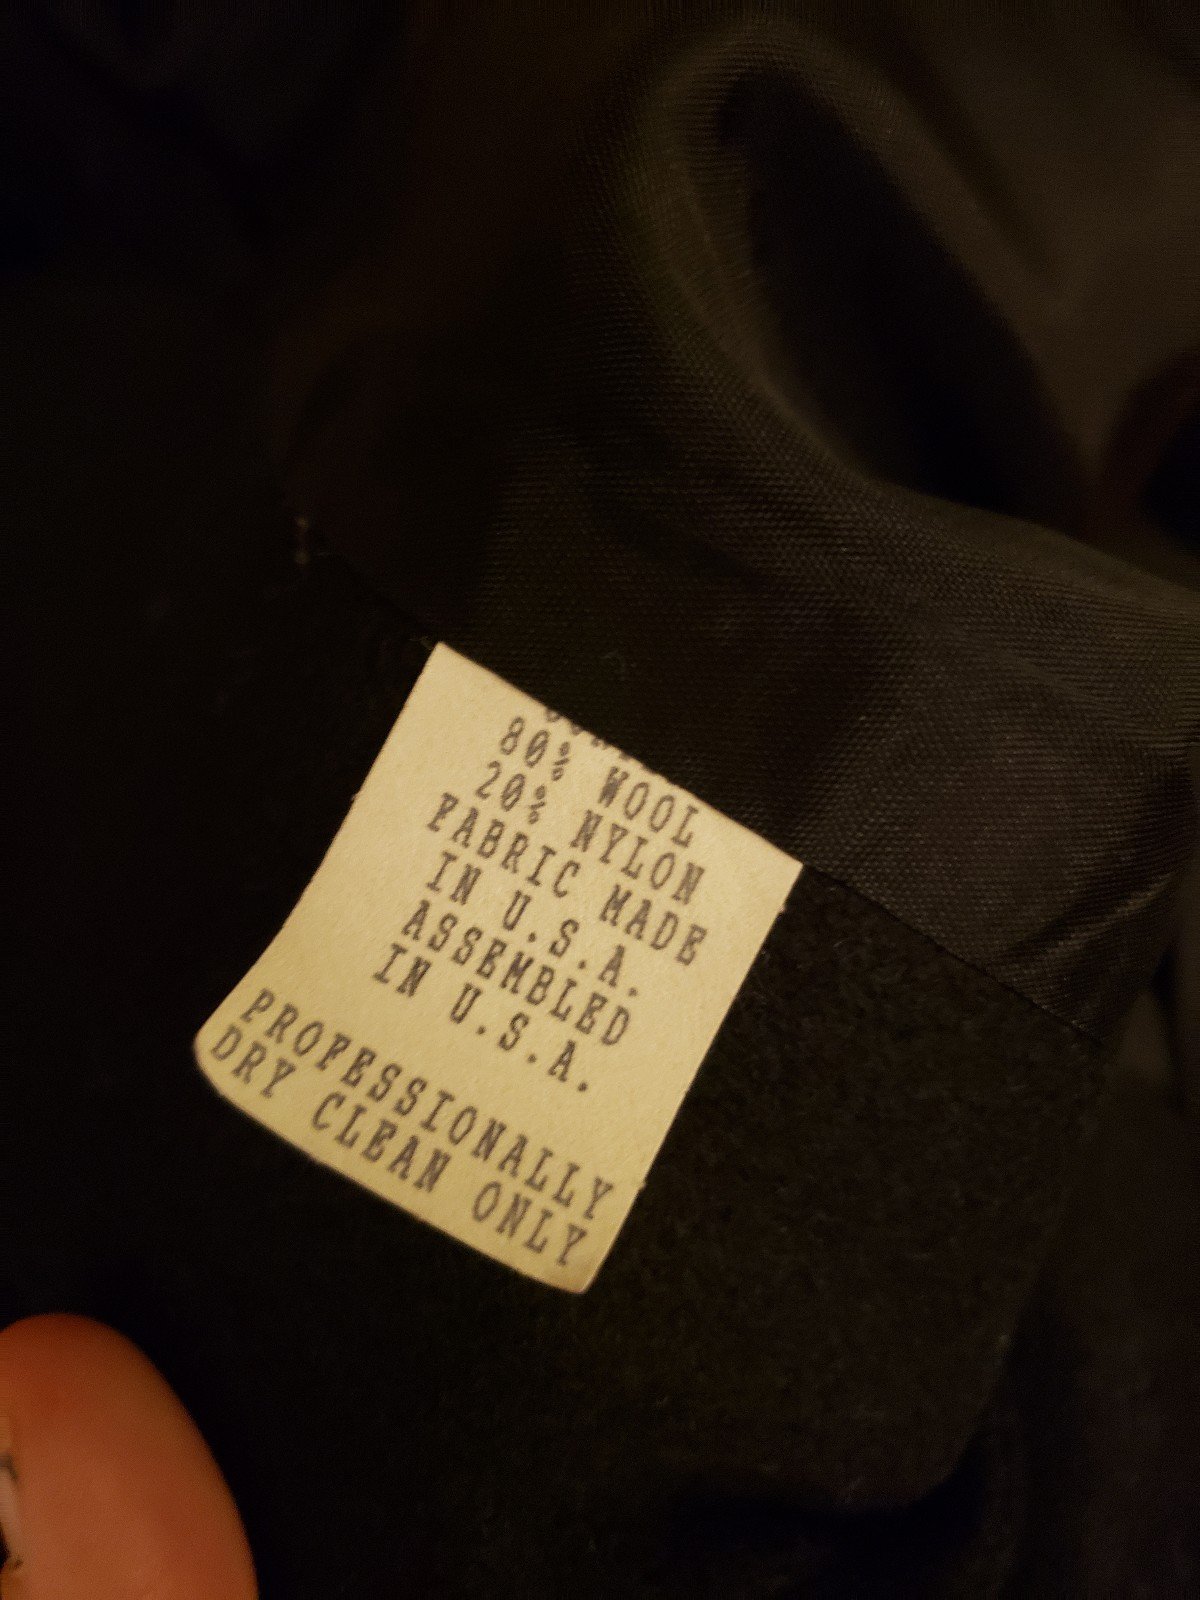 80% WOOL
20% NYLON
FABRIC MADE
IN U.S.A.
ASSEMBLED
IN U.S.A.
PROFESSIONALLY
DRY CLEAN ONLY